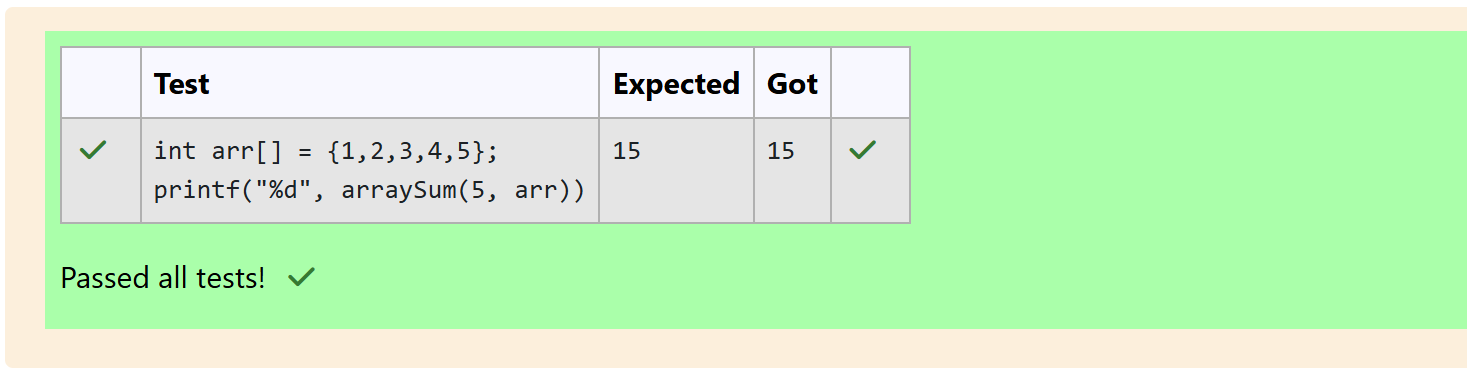 Test Expected Got
int arr[] = {1,2,3,4,5}; 15 15
printf("%d", arraySum(5, arr))
Passed all tests!